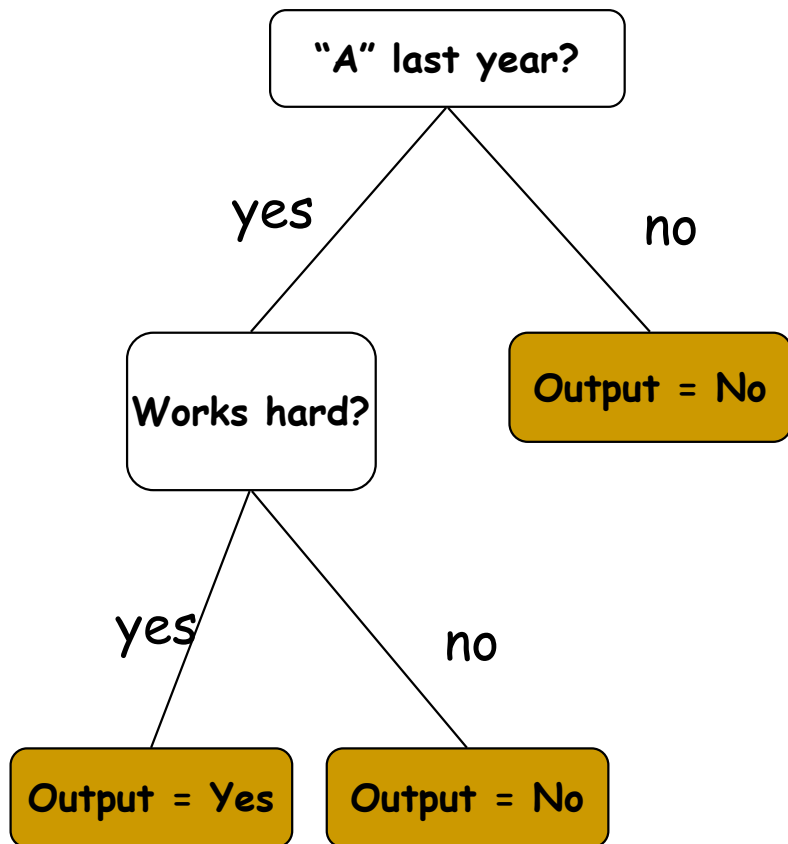 “A” last year?
yes
no
Output = No
Works hard?
yes
no
Output = Yes
Output = No